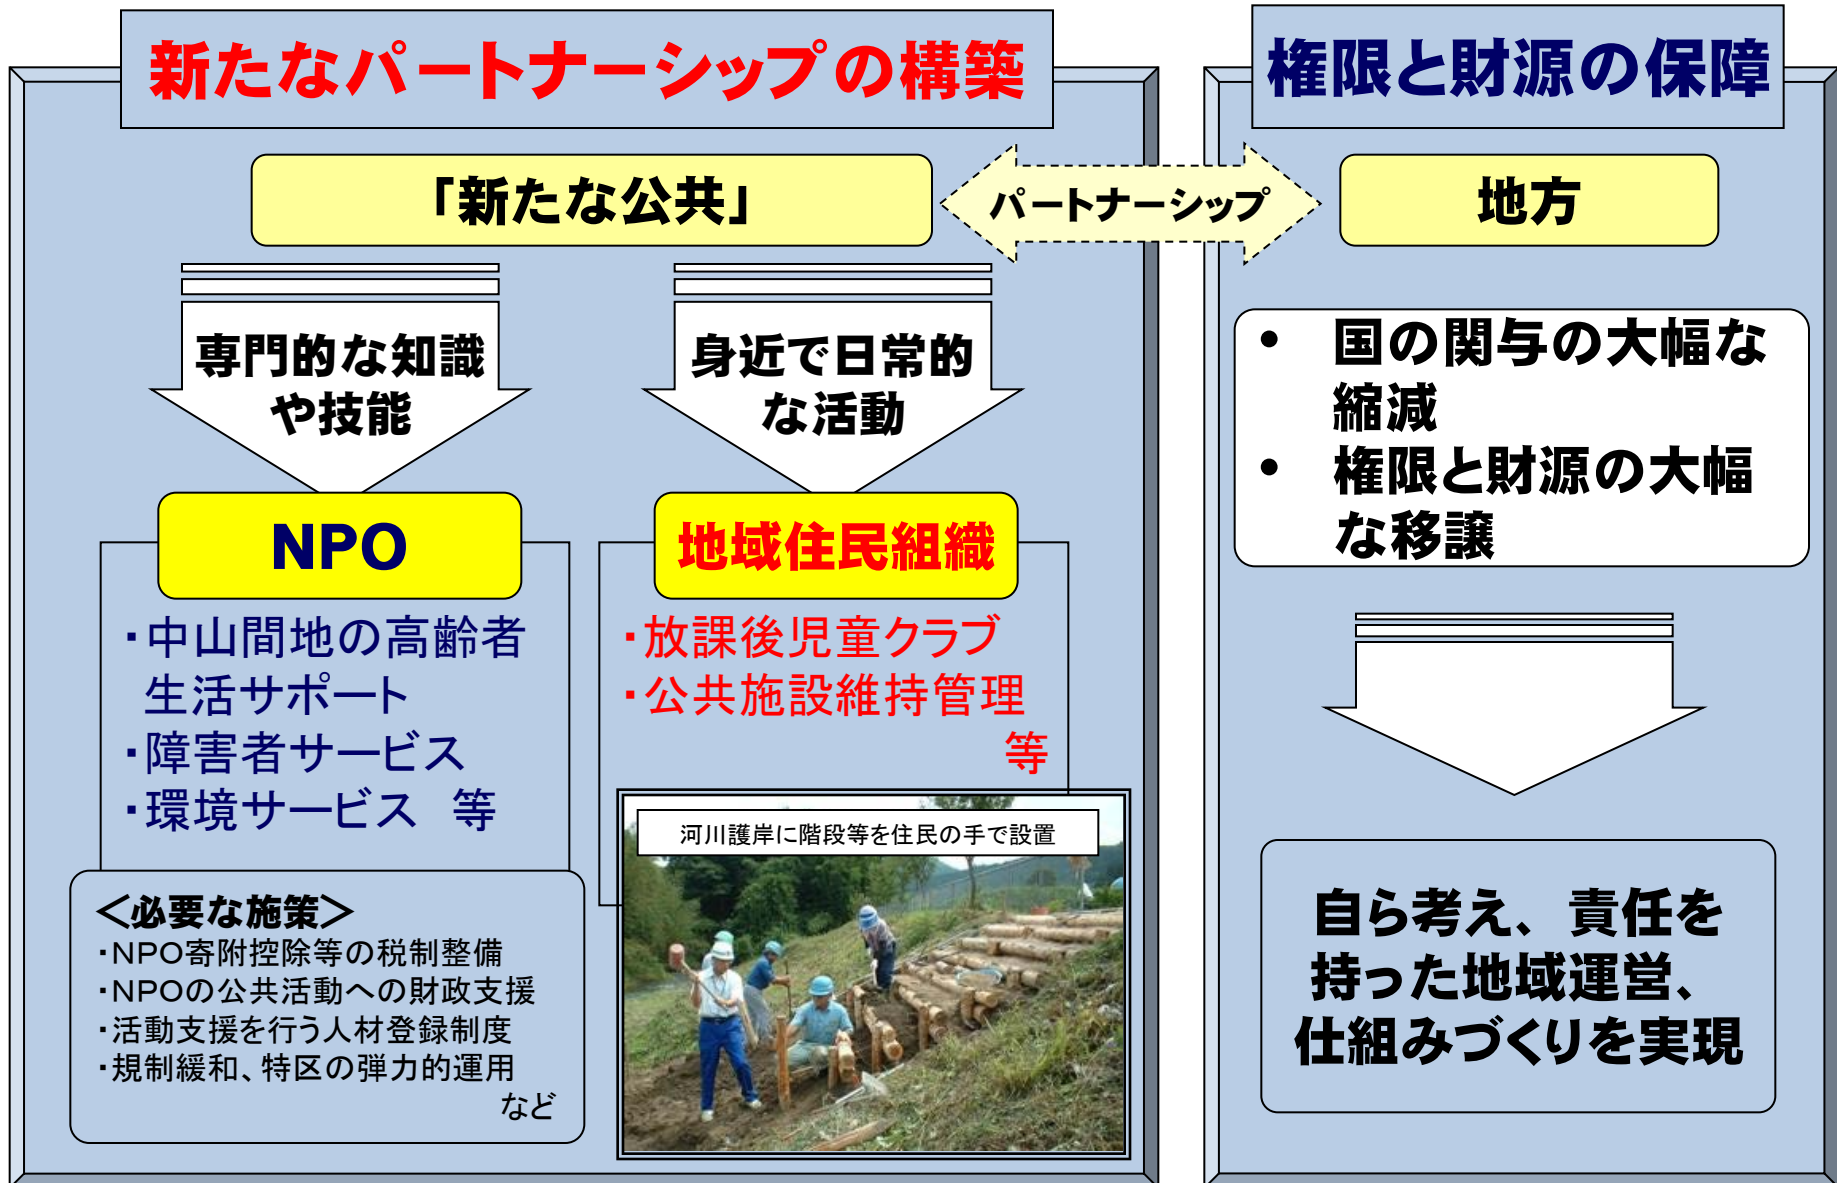 新たなパートナーシップの構築
「新たな公共」
パートナーシップ
専門的な知識
や技能
身近で日常的
な活動
NPO
・中山間地の高齢者
生活サポート
・障害者サービス
・環境サービス　等
地域住民組織
・放課後児童クラブ
・公共施設維持管理
等
河川護岸に階段等を住民の手で設置
＜必要な施策＞
・NPO寄附控除等の税制整備
・NPOの公共活動への財政支援
・活動支援を行う人材登録制度
・規制緩和、特区の弾力的運用
など
権限と財源の保障
地方
• 国の関与の大幅な
縮減
• 権限と財源の大幅
な移譲
自ら考え、責任を
持った地域運営、
仕組みづくりを実現